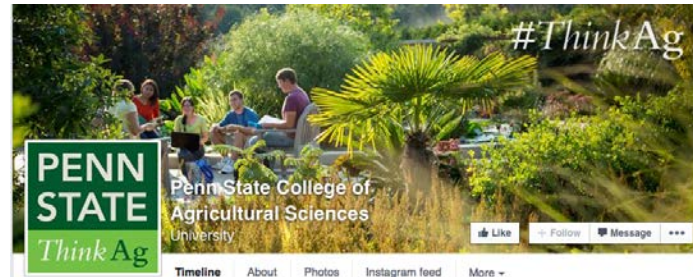 #ThinkAg
PENN
STATE
Think Ag
Penn State College of
Agricultural Sciences
University
Like
+ Follow
Message
Timeline
About
Photos
Instagram feed
More